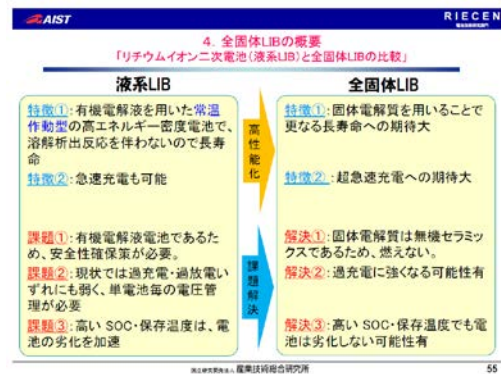 AIST
RIECEN
4. 全固体LIBの概要
「リチウムイオン二次電池(液系LIB)と全固体LIBの比較」
液系LIB
特徴①:有機電解液を用いた常温
作動型の高エネルギー密度電池で、
溶解析出反応を伴わないので長寿
命
特徴②:急速充電も可能
課題①:有機電解液電池であるた
め、安全性確保策が必要。
課題②:現状では過充電・過放電い
ずれにも弱く、単電池毎の電圧管
理が必要
課題③:高い SOC・保存温度は、電
池の劣化を加速
高性能化
課題解決
全固体LIB
特徴①:固体電解質を用いることで
更なる長寿命への期待大
特徴②:超急速充電への期待大
解決①:固体電解質は無機セラミッ
クスであるため、燃えない。
解決②:過充電に強くなる可能性有
解決③:高い SOC・保存温度でも電
池は劣化しない可能性有
国立研究開発法人 産業技術総合研究所
55